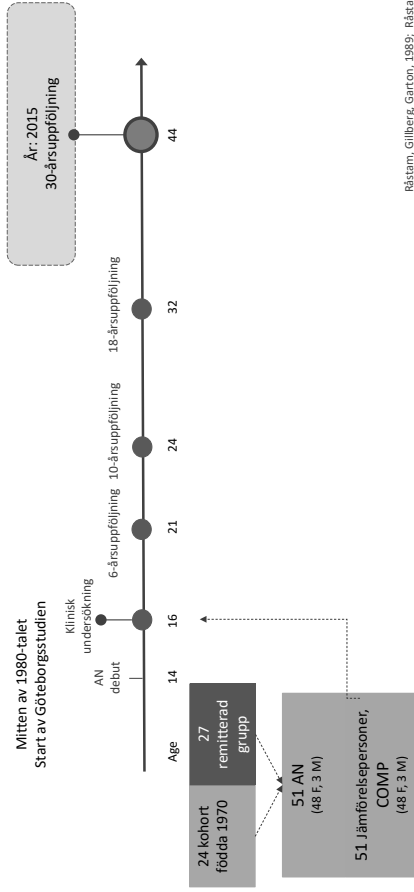 Mitten av 1980-talet
Start av Göteborgsstudien
År: 2015
30-årsuppföljning
AN
debut
Klinisk
undersökning
6-årsuppföljning
10-årsuppföljning
18-årsuppföljning
Age
14
16
21
24
32
44
24 kohort
födda 1970
27
remitterad
grupp
51 AN
(48 F, 3 M)
51 Jämförelsepersoner,
COMP
(48 F, 3 M)
Råstam, Gillberg, Garton, 1989; Råsta